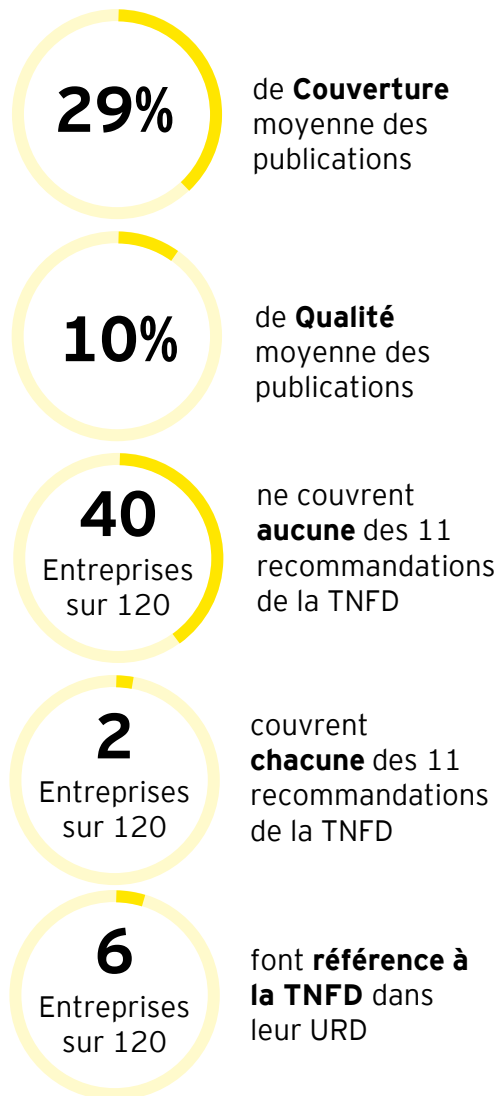 29%
de Couverture
moyenne des
publications
10%
de Qualité
moyenne des
publications
40
Entreprises
sur 120
ne couvrent
aucune des 11
recommandations
de la TNFD
2
Entreprises
sur 120
couvrent
chacune des 11
recommandations
de la TNFD
6
Entreprises
sur 120
font référence à
la TNFD dans
leur URD